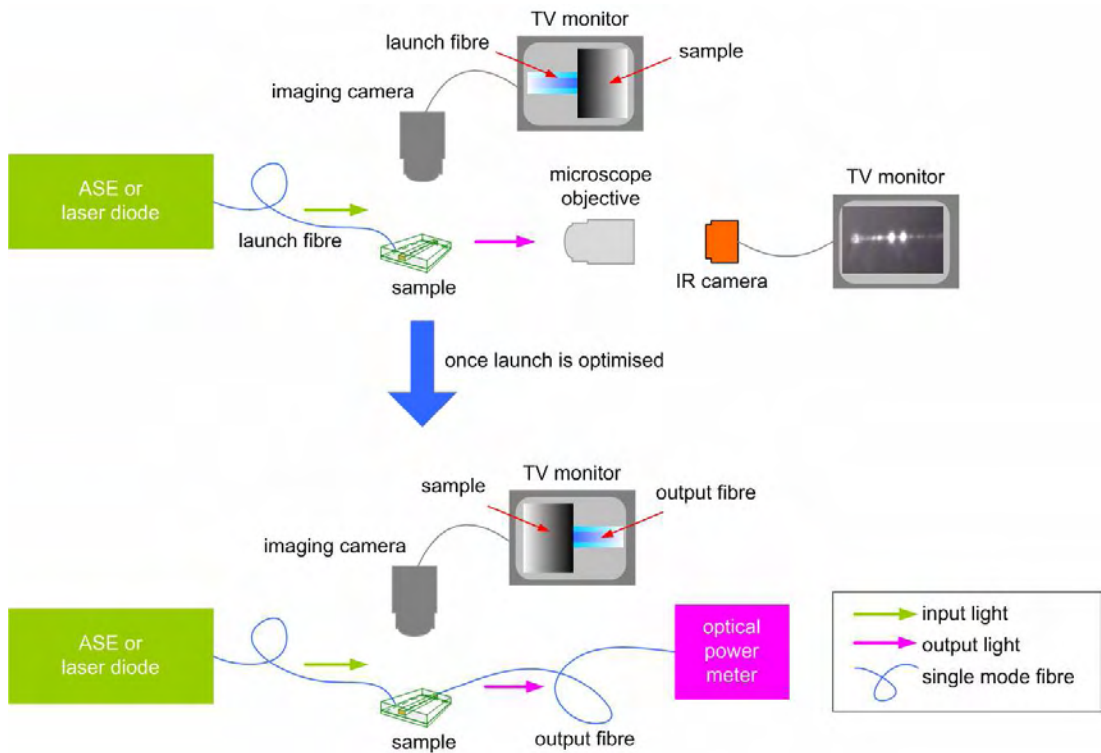 TV monitor
launch fibre
sample
imaging camera
ASE or
laser diode
launch fibre
sample
microscope
objective
IR camera
TV monitor
once launch is optimised
TV monitor
sample
output fibre
imaging camera
ASE or
laser diode
sample
output fibre
optical
power
meter
input light
output light
single mode fibre